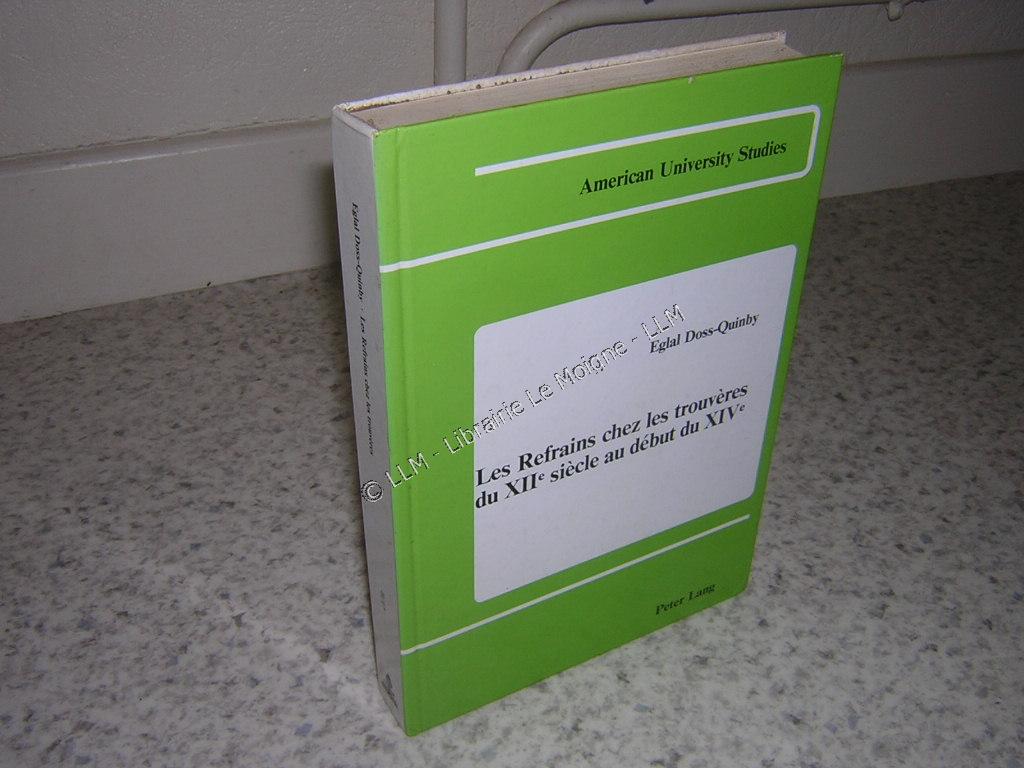 American University Studies
Eglal Doss-Quinby
Les Refrains chez les trouvères
du XIIᵉ siècle au début du XIVᵉ
Peter Lang
Eglal Doss-Quinby · Les Refrains chez les trouvères
© LLM - Librairie Le Moigne - LLM